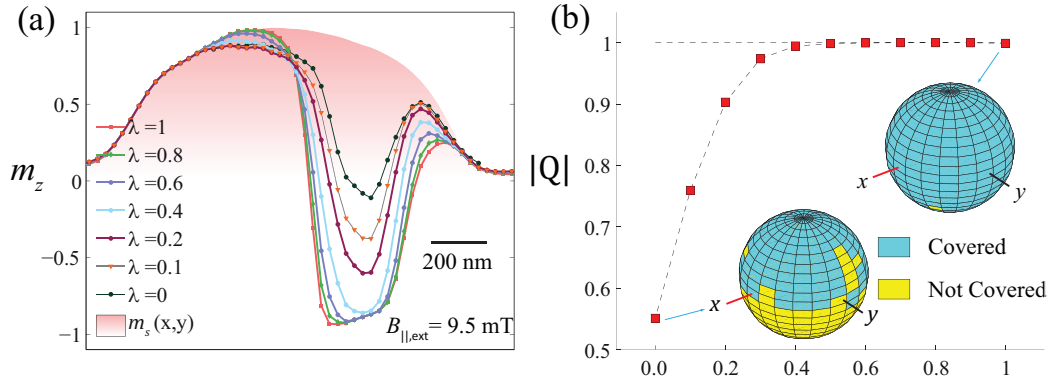 (a)
1
0.5
0
−0.5
−1
m_z
λ =1
λ =0.8
λ =0.6
λ =0.4
λ =0.2
λ =0.1
λ =0
m_s (x,y)
200 nm
B_||,ext = 9.5 mT
(b)
1
0.9
0.8
0.7
0.6
0.5
|Q|
x
y
x
y
Covered
Not Covered
0.0 0.2 0.4 0.6 0.8 1